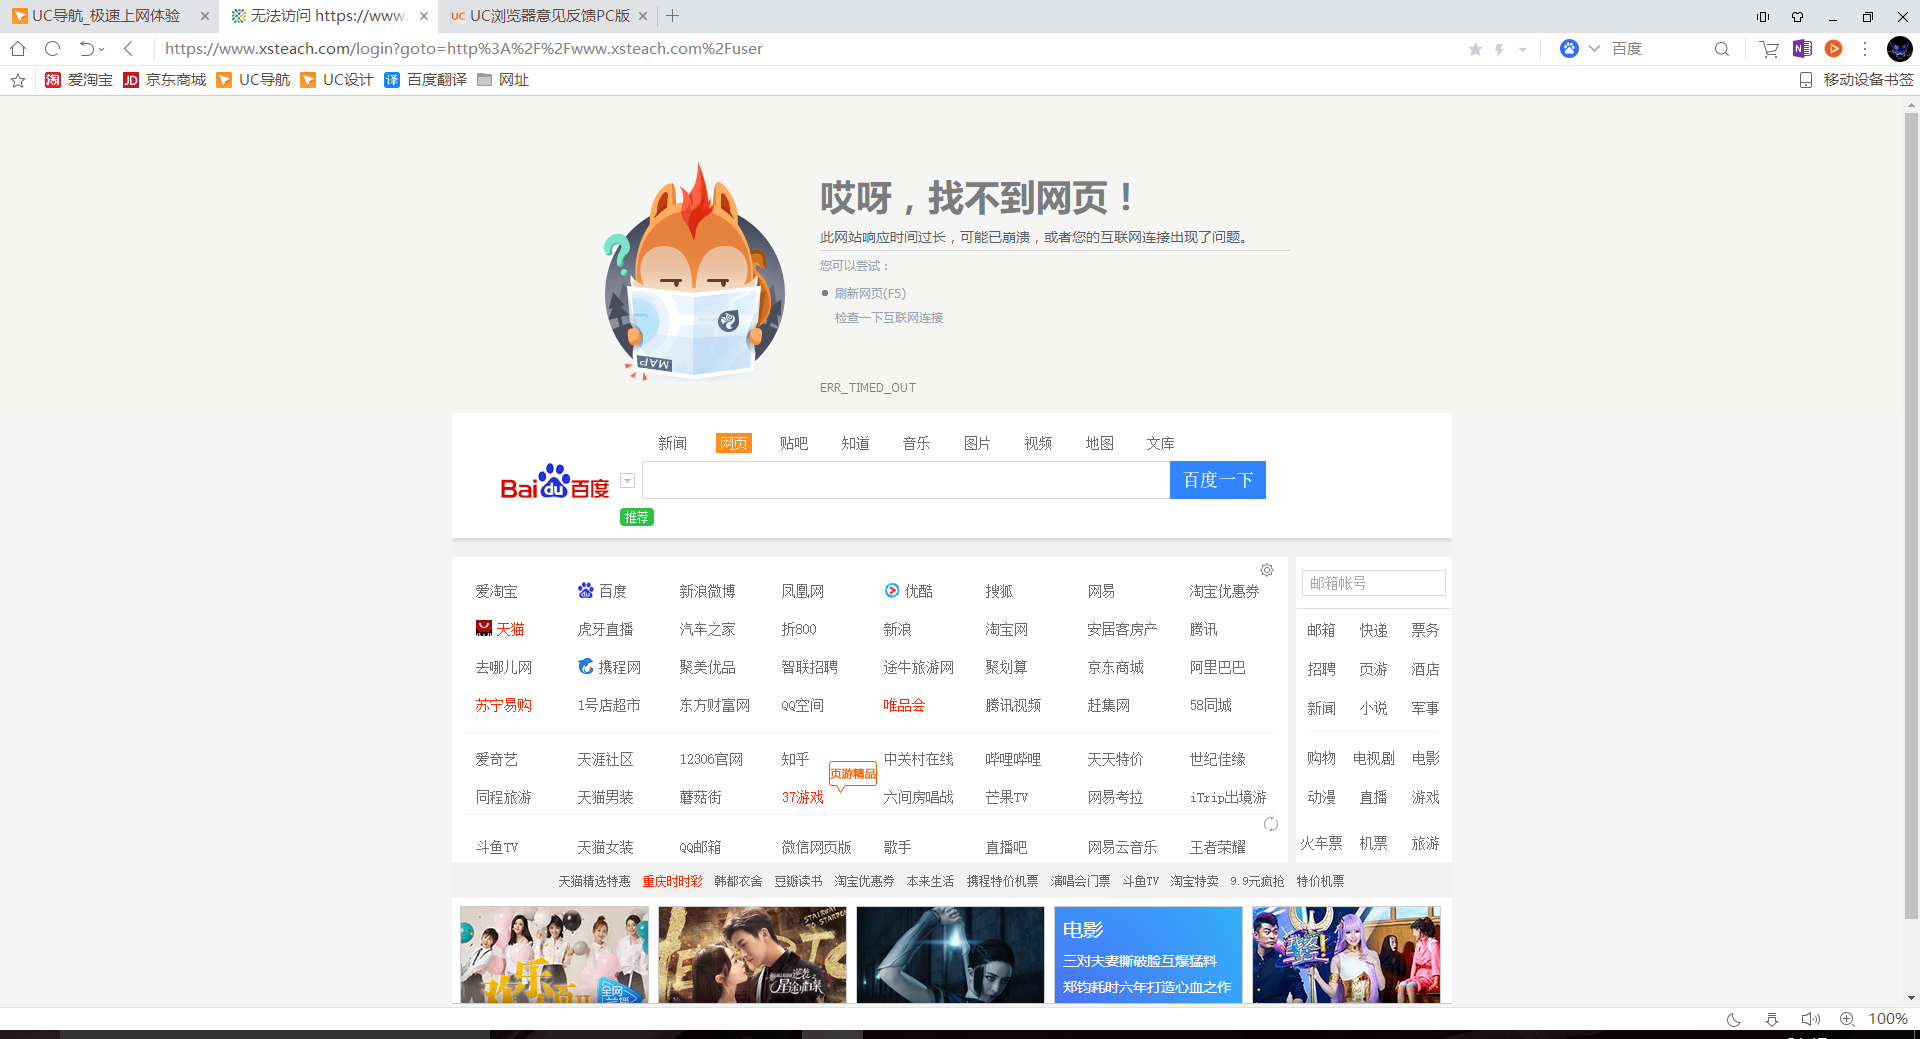 UC导航_极速上网体验
无法访问 https://www.
UC浏览器意见反馈PC版
https://www.xsteach.com/login?goto=http%3A%2F%2Fwww.xsteach.com%2Fuser
百度
爱淘宝 京东商城 UC导航 UC设计 百度翻译 网址
移动设备书签
哎呀，找不到网页！
此网站响应时间过长，可能已崩溃，或者您的互联网连接出现了问题。
您可以尝试：
刷新网页(F5)
检查一下互联网连接
MAP
ERR_TIMED_OUT
新闻 网页 贴吧 知道 音乐 图片 视频 地图 文库
Bai du 百度
百度一下
推荐
爱淘宝 百度 新浪微博 凤凰网 优酷 搜狐 网易 淘宝优惠券
天猫 虎牙直播 汽车之家 折800 新浪 淘宝网 安居客房产 腾讯
去哪儿网 携程网 聚美优品 智联招聘 途牛旅游网 聚划算 京东商城 阿里巴巴
苏宁易购 1号店超市 东方财富网 QQ空间 唯品会 腾讯视频 赶集网 58同城
爱奇艺 天涯社区 12306官网 知乎 中关村在线 哔哩哔哩 天天特价 世纪佳缘
页游精品
同程旅游 天猫男装 蘑菇街 37游戏 六间房唱战 芒果TV 网易考拉 iTrip出境游
斗鱼TV 天猫女装 QQ邮箱 微信网页版 歌手 直播吧 网易云音乐 王者荣耀
邮箱帐号
邮箱 快递 票务
招聘 页游 酒店
新闻 小说 军事
购物 电视剧 电影
动漫 直播 游戏
火车票 机票 旅游
天猫精选特惠 重庆时时彩 韩都衣舍 豆瓣读书 淘宝优惠券 本来生活 携程特价机票 演唱会门票 斗鱼TV 淘宝特卖 9.9元疯抢 特价机票
STAIRWAY
TO STARDOM
电影
三对夫妻撕破脸互爆猛料
郑钧耗时六年打造心血之作
100%